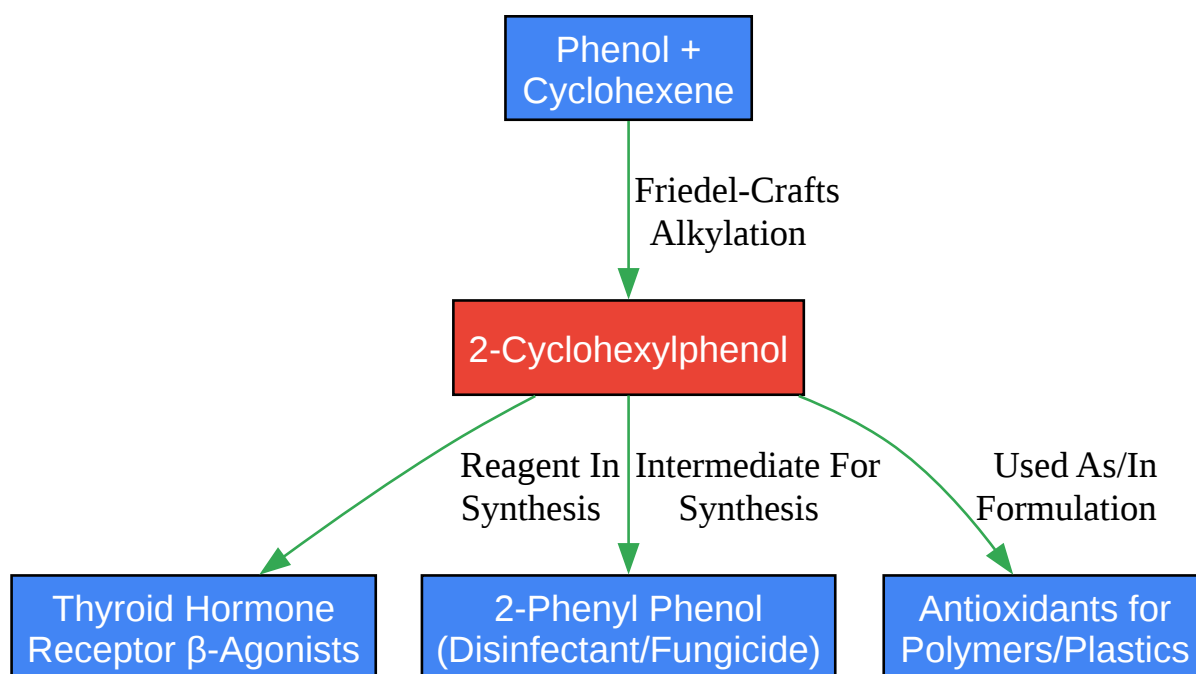 Phenol +
Cyclohexene
Friedel-Crafts
Alkylation
2-Cyclohexylphenol
Reagent In
Synthesis
Intermediate For
Synthesis
Used As/In
Formulation
Thyroid Hormone
Receptor β-Agonists
2-Phenyl Phenol
(Disinfectant/Fungicide)
Antioxidants for
Polymers/Plastics